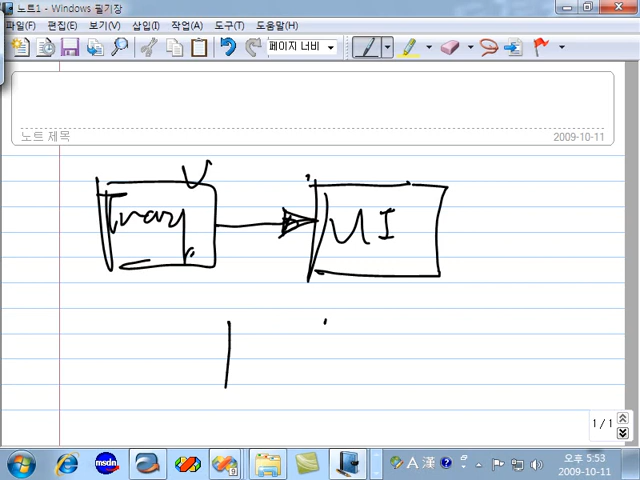 노트1 - Windows 필기장
파일(F) 편집(E) 보기(V) 삽입(I) 작업(A) 도구(T) 도움말(H)
페이지 너비
노트 제목
2009-10-11
UI
1 / 1
msdn
A 漢
오후 5:53
2009-10-11